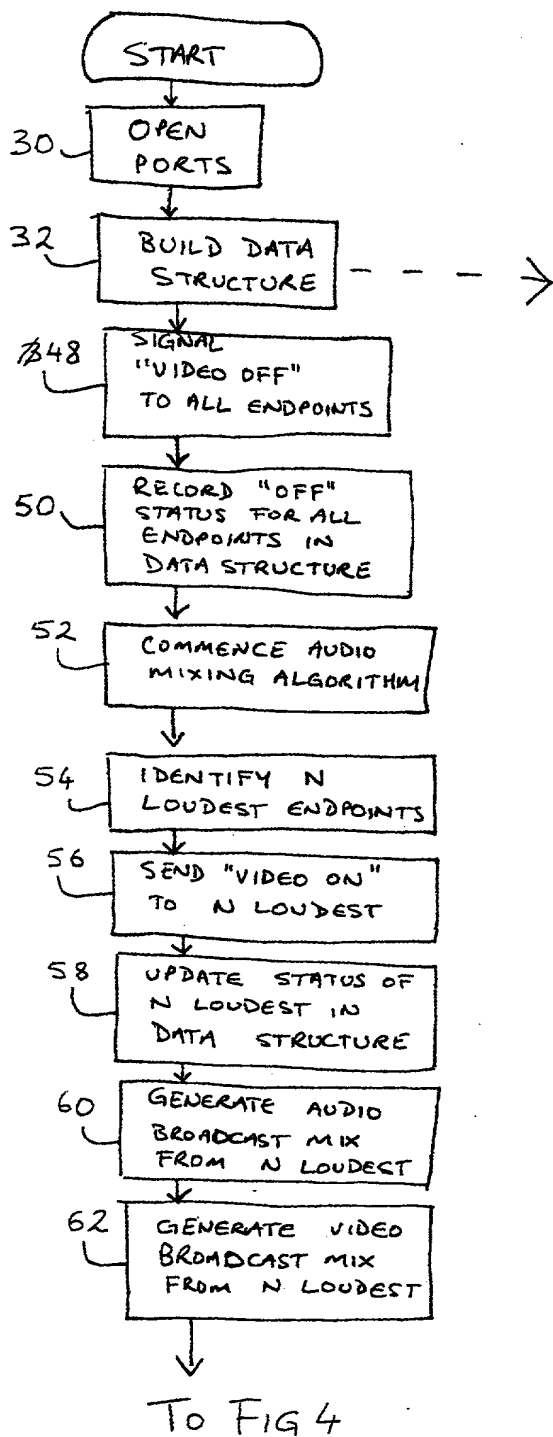 START
30
OPEN
PORTS
32
BUILD DATA
STRUCTURE
48
SIGNAL
"VIDEO OFF"
TO ALL ENDPOINTS
50
RECORD "OFF"
STATUS FOR ALL
ENDPOINTS IN
DATA STRUCTURE
52
COMMENCE AUDIO
MIXING ALGORITHM
54
IDENTIFY N
LOUDEST ENDPOINTS
56
SEND "VIDEO ON"
TO N LOUDEST
58
UPDATE STATUS OF
N LOUDEST IN
DATA STRUCTURE
60
GENERATE AUDIO
BROADCAST MIX
FROM N LOUDEST
62
GENERATE VIDEO
BROADCAST MIX
FROM N LOUDEST
To FIG 4